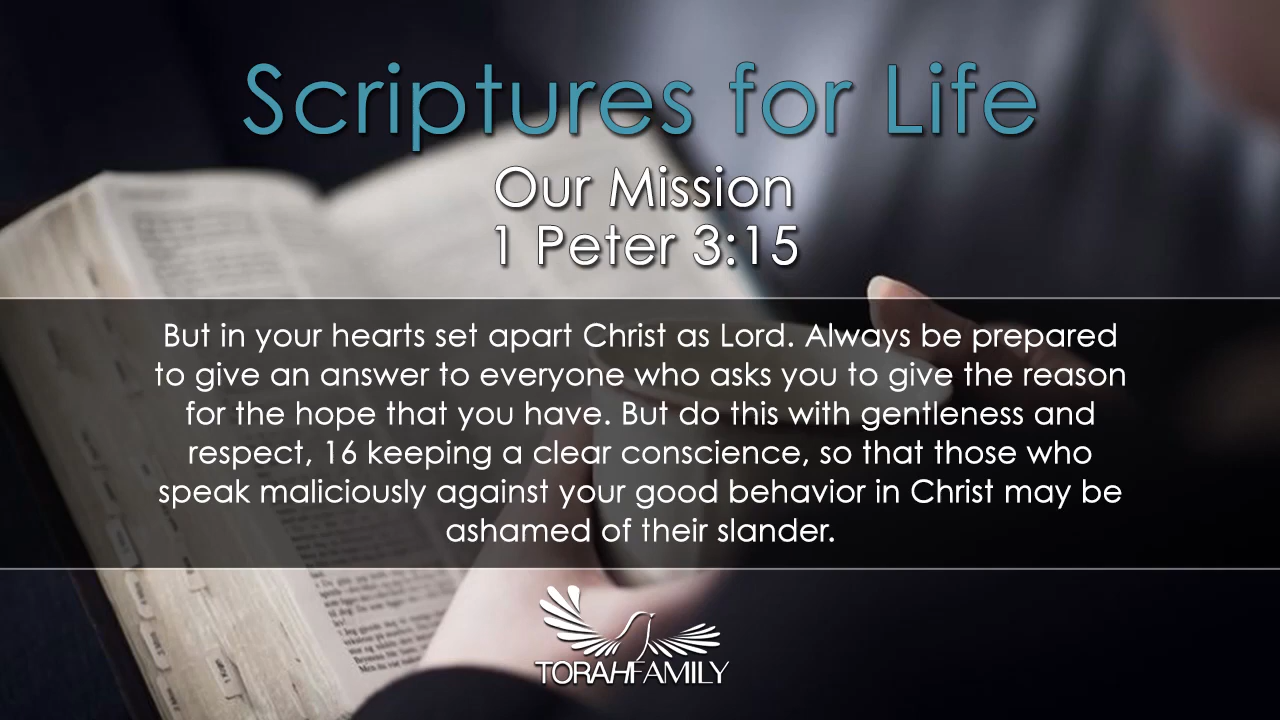 Scriptures for Life
Our Mission
1 Peter 3:15
But in your hearts set apart Christ as Lord. Always be prepared
to give an answer to everyone who asks you to give the reason
for the hope that you have. But do this with gentleness and
respect, 16 keeping a clear conscience, so that those who
speak maliciously against your good behavior in Christ may be
ashamed of their slander.
TORAHFAMILY